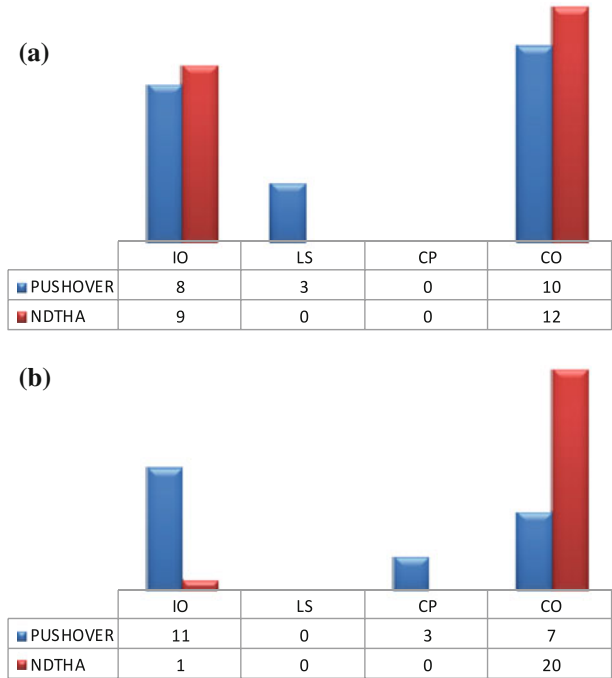 (a)
IO LS CP CO
PUSHOVER 8 3 0 10
NDTHA 9 0 0 12
(b)
IO LS CP CO
PUSHOVER 11 0 3 7
NDTHA 1 0 0 20